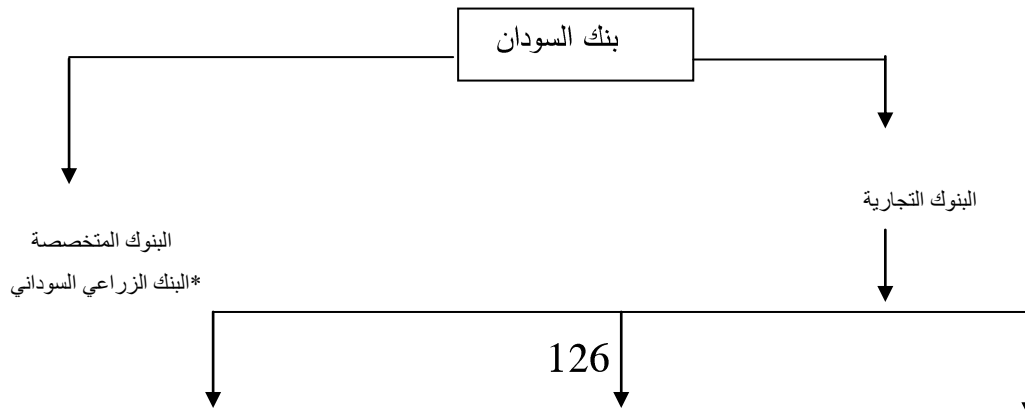 بنك السودان
البنوك التجارية
البنوك المتخصصة
*البنك الزراعي السوداني
126